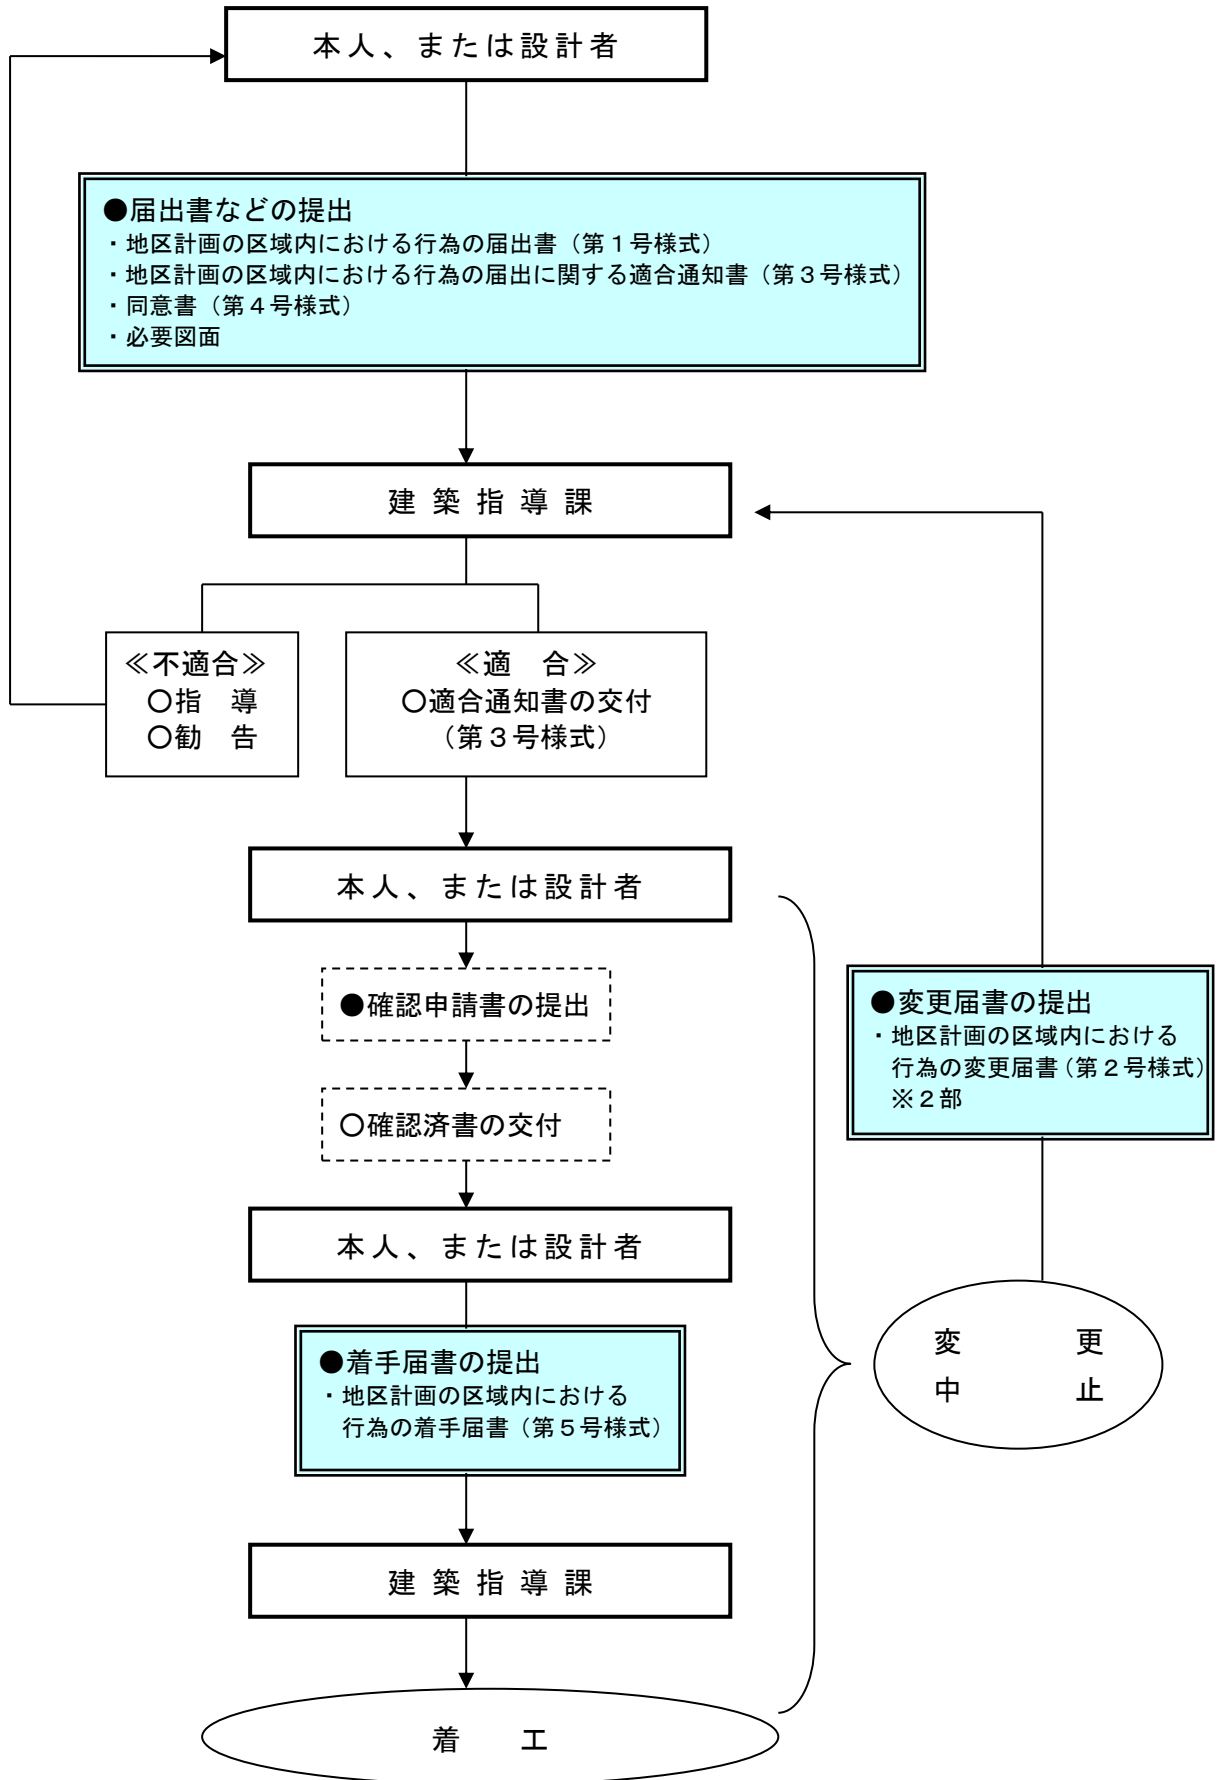 本人、または設計者
●届出書などの提出
・地区計画の区域内における行為の届出書（第１号様式）
・地区計画の区域内における行為の届出に関する適合通知書（第３号様式）
・同意書（第４号様式）
・必要図面
建築指導課
≪不適合≫
○指　導
○勧　告
≪適　合≫
○適合通知書の交付
（第３号様式）
本人、または設計者
●確認申請書の提出
○確認済書の交付
本人、または設計者
●着手届書の提出
・地区計画の区域内における
行為の着手届書（第５号様式）
建築指導課
着　工
●変更届書の提出
・地区計画の区域内における
行為の変更届書（第２号様式）
※２部
変　更
中　止